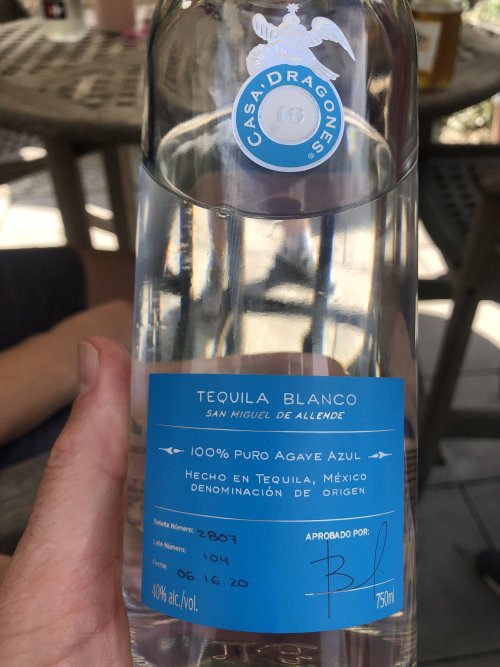 CASA DRAGONES®
16
TEQUILA BLANCO
SAN MIGUEL DE ALLENDE
100% PURO AGAVE AZUL
HECHO EN TEQUILA, MÉXICO
DENOMINACIÓN DE ORIGEN
Botella Número: 2807
APROBADO POR:
Lote Número: 104
Fecha: 06.16.20
40% alc./vol.
750ml